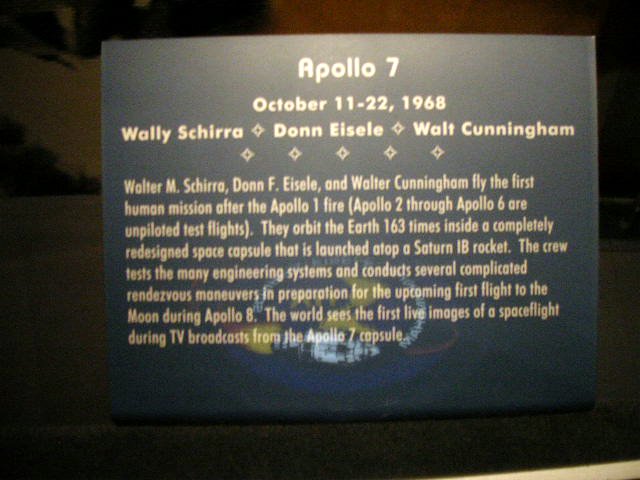 Apollo 7
October 11-22, 1968
Wally Schirra ✧ Donn Eisele ✧ Walt Cunningham
Walter M. Schirra, Donn F. Eisele, and Walter Cunningham fly the first
human mission after the Apollo 1 fire (Apollo 2 through Apollo 6 are
unpiloted test flights). They orbit the Earth 163 times inside a completely
redesigned space capsule that is launched atop a Saturn IB rocket. The crew
tests the many engineering systems and conducts several complicated
rendezvous maneuvers in preparation for the upcoming first flight to the
Moon during Apollo 8. The world sees the first live images of a spaceflight
during TV broadcasts from the Apollo 7 capsule.